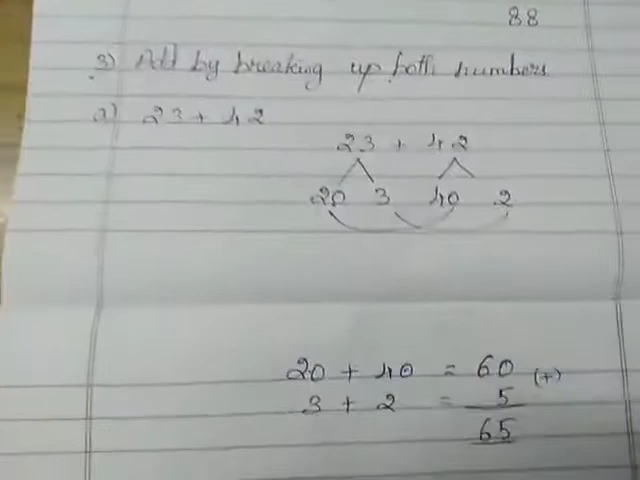 88
3) Add by breaking up both numbers
a) 23 + 42
23 + 42
20 3 40 2
20 + 40 = 60 (+)
3 + 2 = 5
65